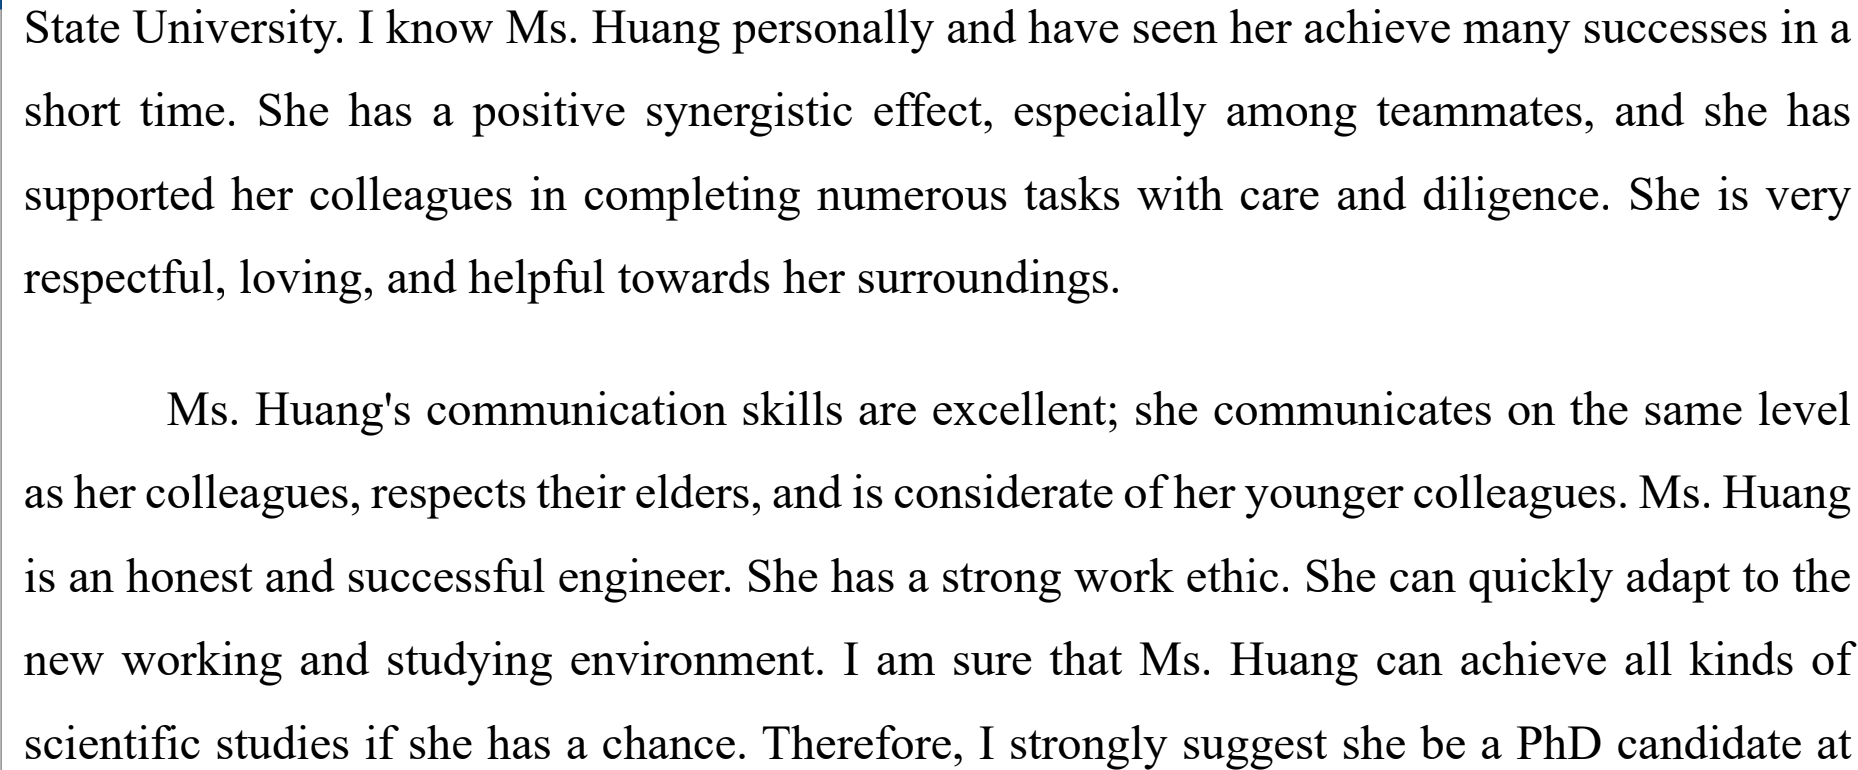 State University. I know Ms. Huang personally and have seen her achieve many successes in a
short time. She has a positive synergistic effect, especially among teammates, and she has
supported her colleagues in completing numerous tasks with care and diligence. She is very
respectful, loving, and helpful towards her surroundings.
Ms. Huang's communication skills are excellent; she communicates on the same level
as her colleagues, respects their elders, and is considerate of her younger colleagues. Ms. Huang
is an honest and successful engineer. She has a strong work ethic. She can quickly adapt to the
new working and studying environment. I am sure that Ms. Huang can achieve all kinds of
scientific studies if she has a chance. Therefore, I strongly suggest she be a PhD candidate at